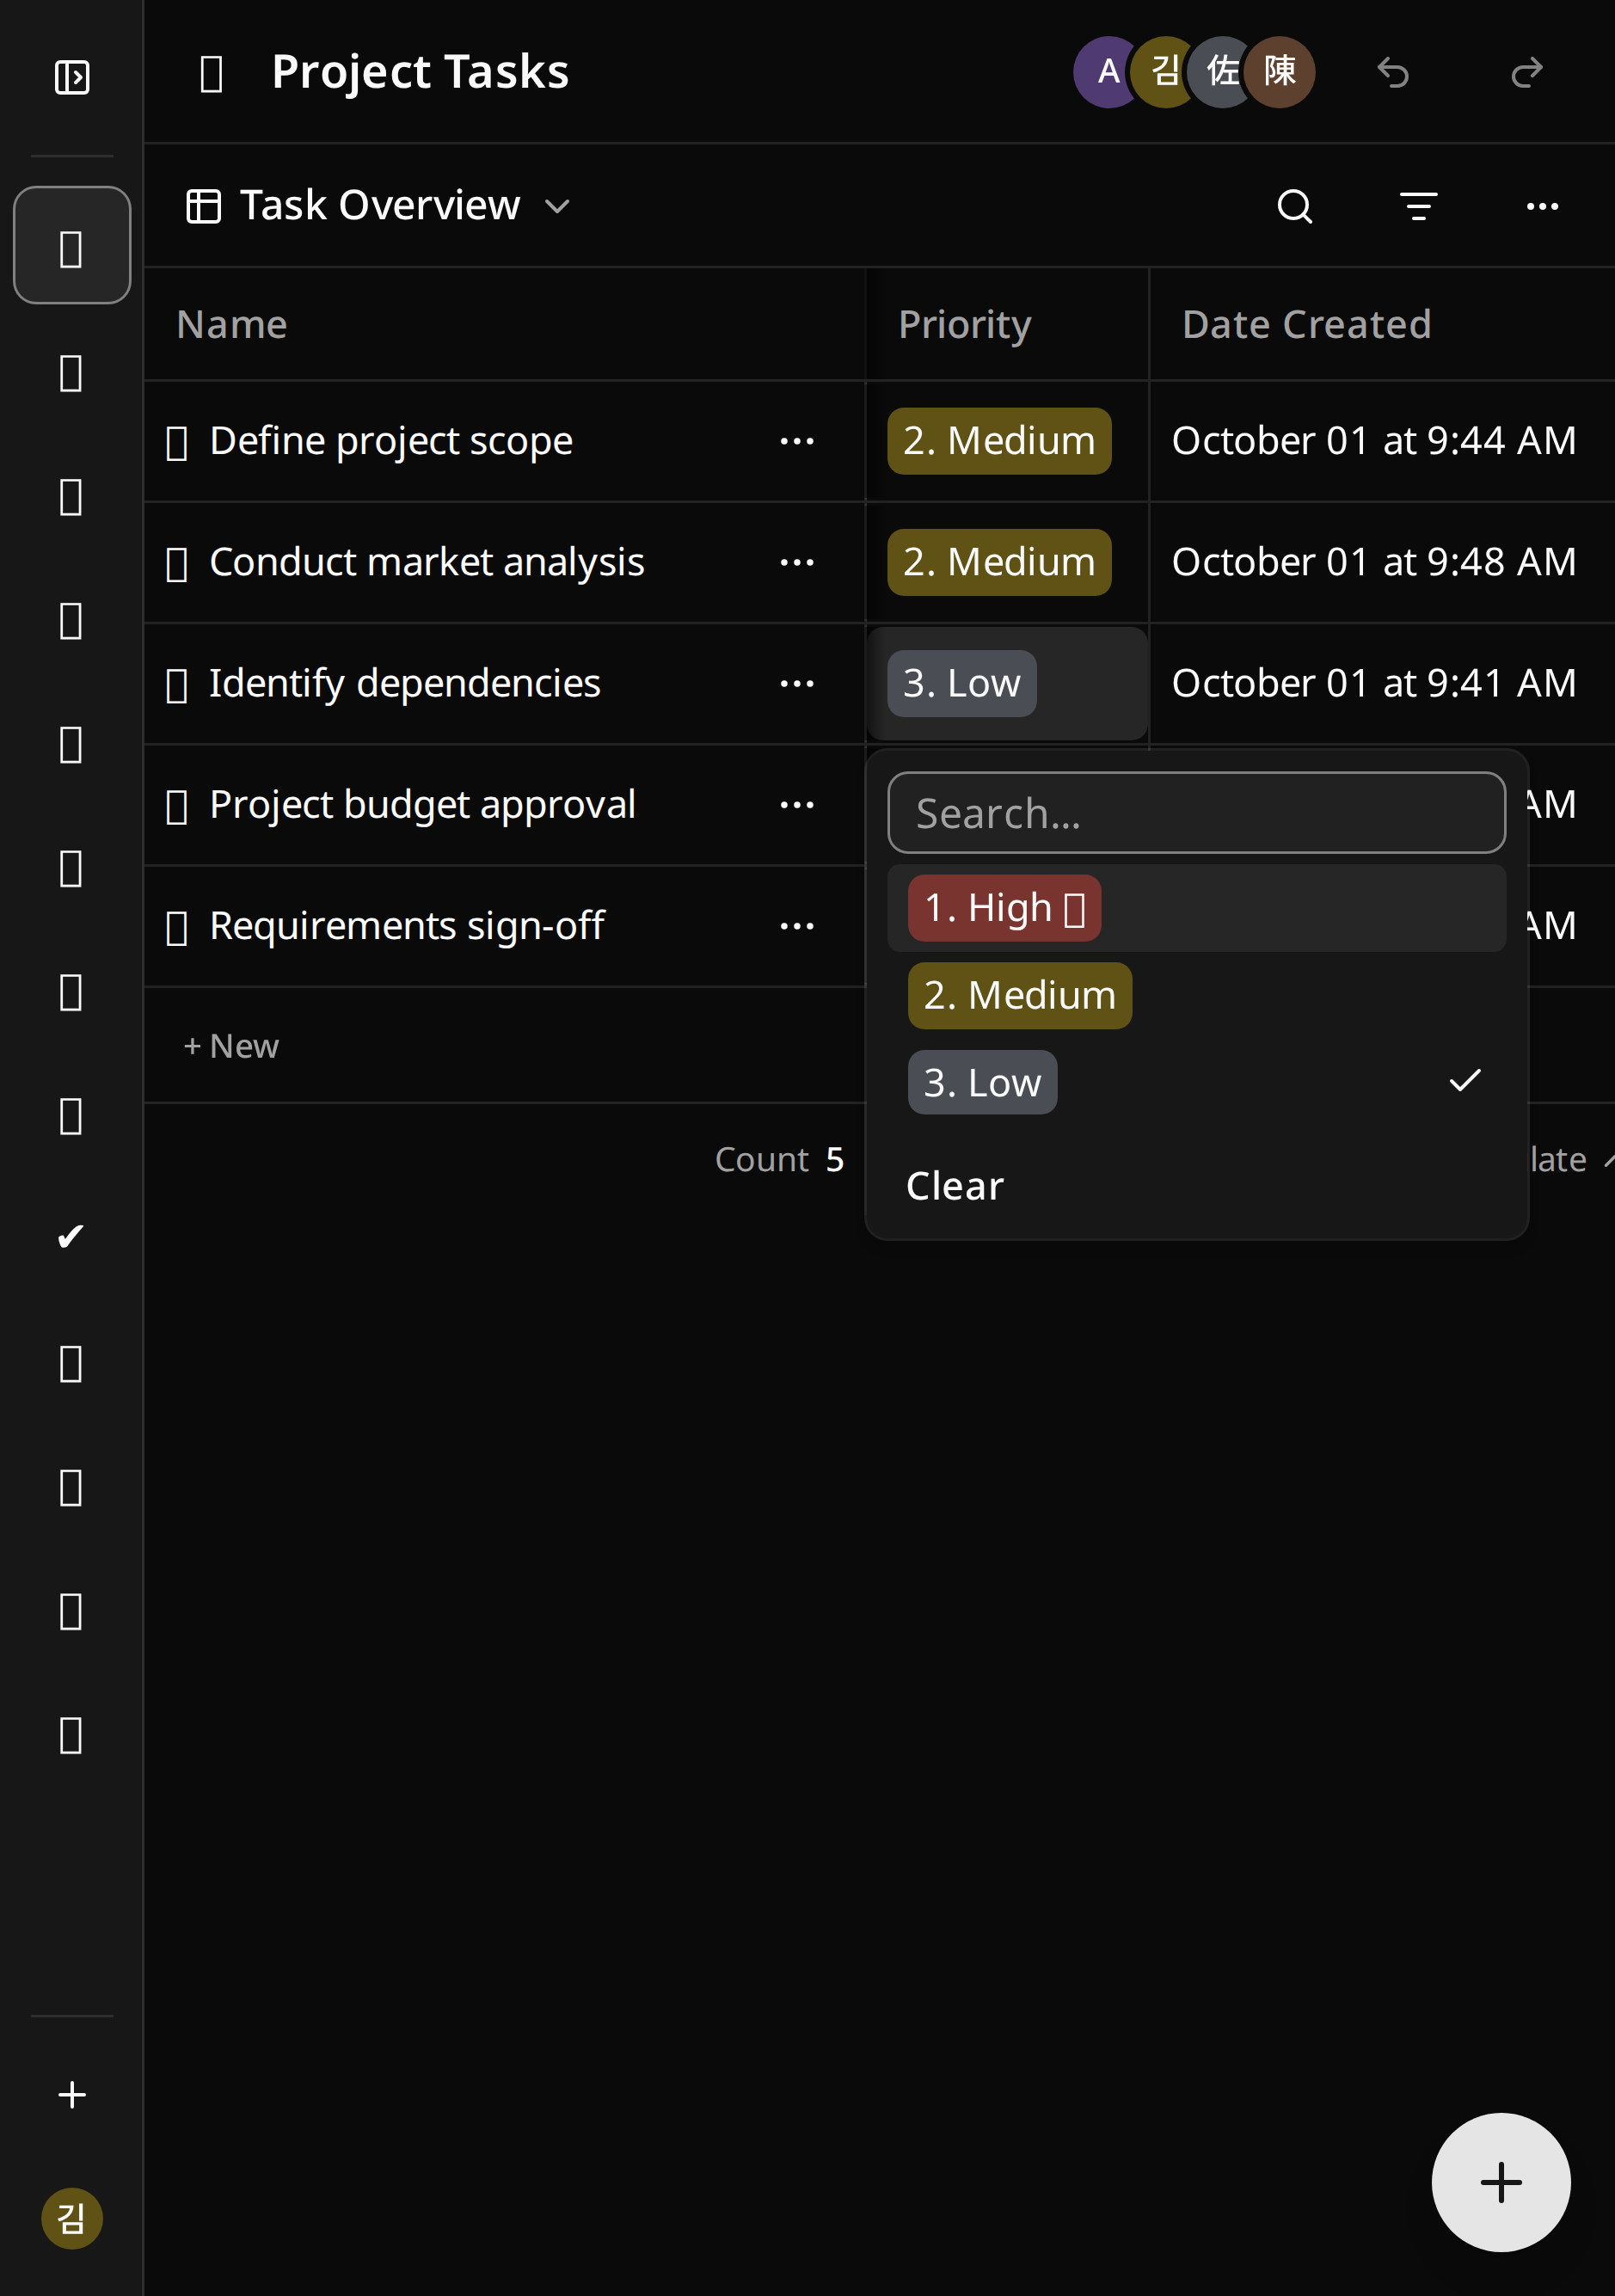 Project Tasks
A 김 佐 陳
Task Overview
Name Priority Date Created
Define project scope 2. Medium October 01 at 9:44 AM
Conduct market analysis 2. Medium October 01 at 9:48 AM
Identify dependencies 3. Low October 01 at 9:41 AM
Project budget approval AM
Search...
Requirements sign-off AM
1. High
2. Medium
+ New
3. Low
Count 5 late
Clear
김